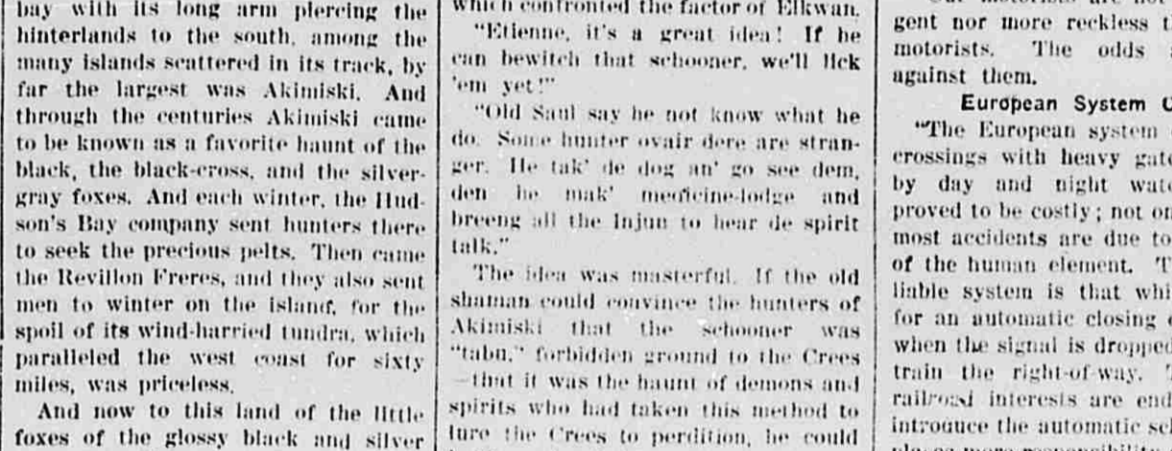 bay with its long arm piercing the
hinterlands to the south, among the
many islands scattered in its track, by
far the largest was Akimiski. And
through the centuries Akimiski came
to be known as a favorite haunt of the
black, the black-cross, and the silver-
gray foxes. And each winter, the Hud-
son's Bay company sent hunters there
to seek the precious pelts. Then came
the Revillon Freres, and they also sent
men to winter on the island, for the
spoil of its wind-harried tundra, which
paralleled the west coast for sixty
miles, was priceless.
And now to this land of the little
foxes of the glossy black and silver
which confronted the factor of Elkwan.
"Etienne, it's a great idea! If he
can bewitch that schooner, we'll lick
'em yet!"
"Old Saul say he not know what he
do. Some hunter ovair dere are stran-
ger. He tak' de dog an' go see dem,
den he mak' medicine-lodge and
breeng all the Injun to hear de spirit
talk."
The idea was masterful. If the old
shaman could convince the hunters of
Akimiski that the schooner was
"tabu," forbidden ground to the Crees
—that it was the haunt of demons and
spirits who had taken this method to
lure the Crees to perdition, he could
gent nor more reckless
motorists. The odds
against them.
European System
"The European system
crossings with heavy
by day and night
proved to be costly; not
most accidents are due to
of the human element.
liable system is that
for an automatic closing
when the signal is dropped
train the right-of-way.
railroad interests are
introduce the automatic